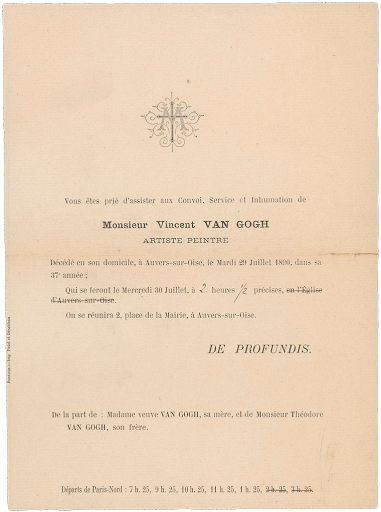 Vous êtes prié d'assister aux Convoi, Service et Inhumation de
Monsieur Vincent VAN GOGH
ARTISTE PEINTRE
Décédé en son domicile, à Auvers-sur-Oise, le Mardi 29 Juillet 1890, dans sa
37e année ;
Qui se feront le Mercredi 30 Juillet, à 2 heures 1/2 précises, en l'Église
d'Auvers-sur-Oise.
On se réunira 2, place de la Mairie, à Auvers-sur-Oise.
DE PROFUNDIS.
De la part de : Madame veuve VAN GOGH, sa mère, et de Monsieur Théodore
VAN GOGH, son frère.
Départs de Paris-Nord : 7 h. 25, 9 h. 25, 10 h. 25, 11 h. 25, 1 h. 25, 2 h. 25, 3 h. 25.